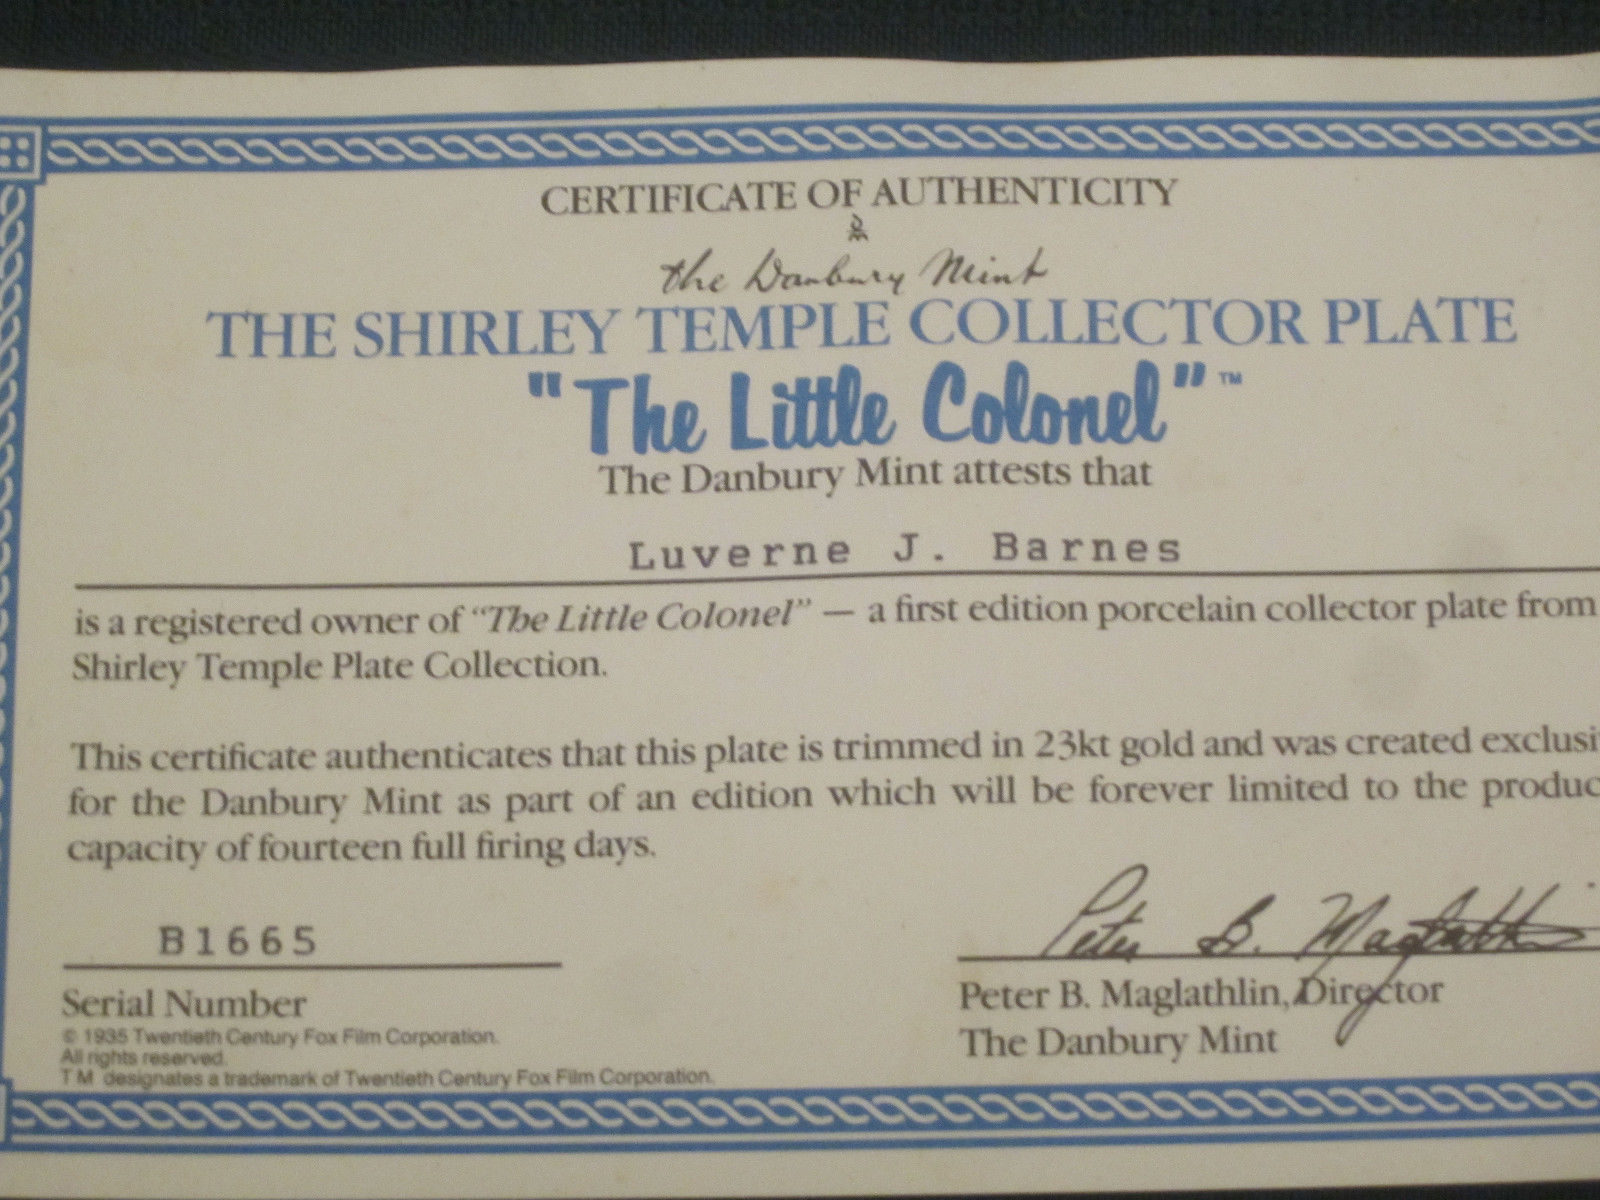 CERTIFICATE OF AUTHENTICITY
the Danbury Mint
THE SHIRLEY TEMPLE COLLECTOR PLATE
"The Little Colonel"™
The Danbury Mint attests that
Luverne J. Barnes
is a registered owner of "The Little Colonel" — a first edition porcelain collector plate from
Shirley Temple Plate Collection.
This certificate authenticates that this plate is trimmed in 23kt gold and was created exclusi
for the Danbury Mint as part of an edition which will be forever limited to the produc
capacity of fourteen full firing days.
B1665
Serial Number
© 1935 Twentieth Century Fox Film Corporation.
All rights reserved.
TM designates a trademark of Twentieth Century Fox Film Corporation.
Peter B. Maglathlin
Peter B. Maglathlin, Director
The Danbury Mint